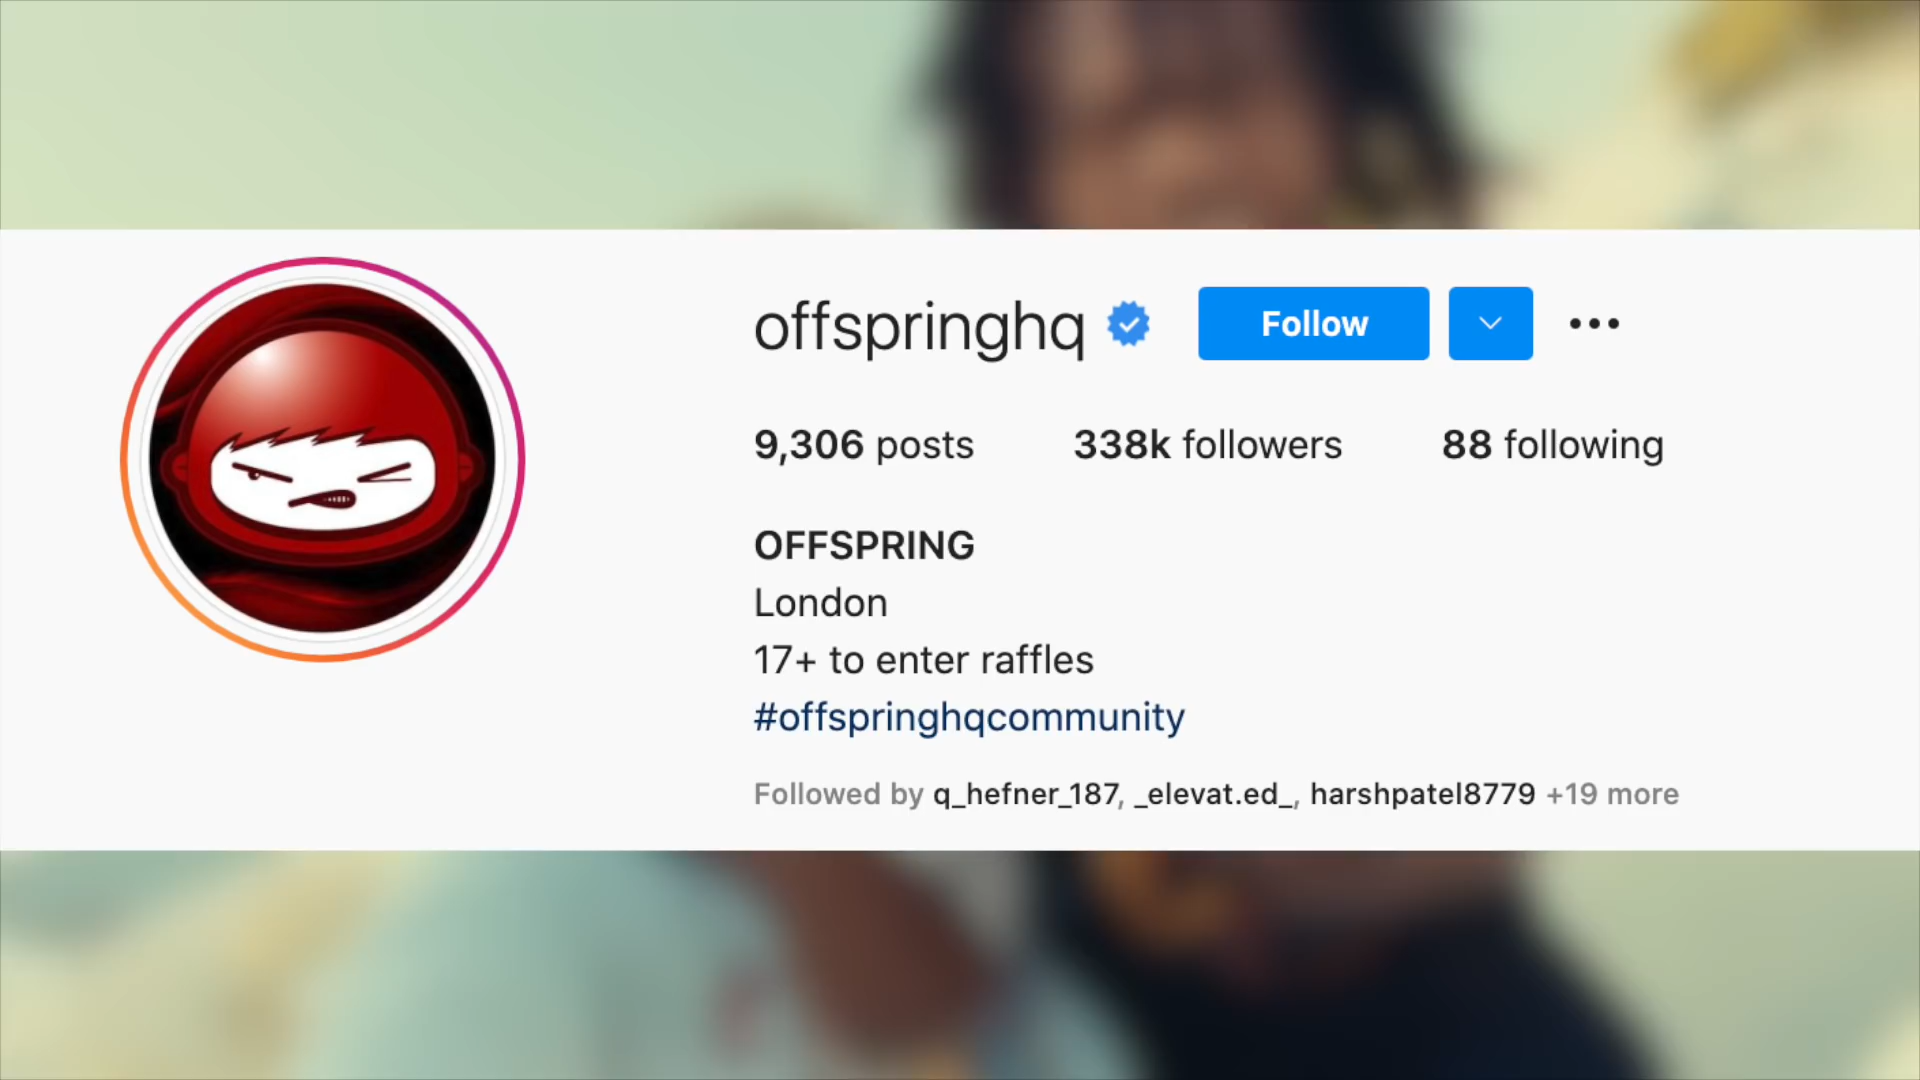 offspringhq Follow
9,306 posts 338k followers 88 following
OFFSPRING
London
17+ to enter raffles
#offspringhqcommunity
Followed by q_hefner_187, _elevat.ed_, harshpatel8779 +19 more